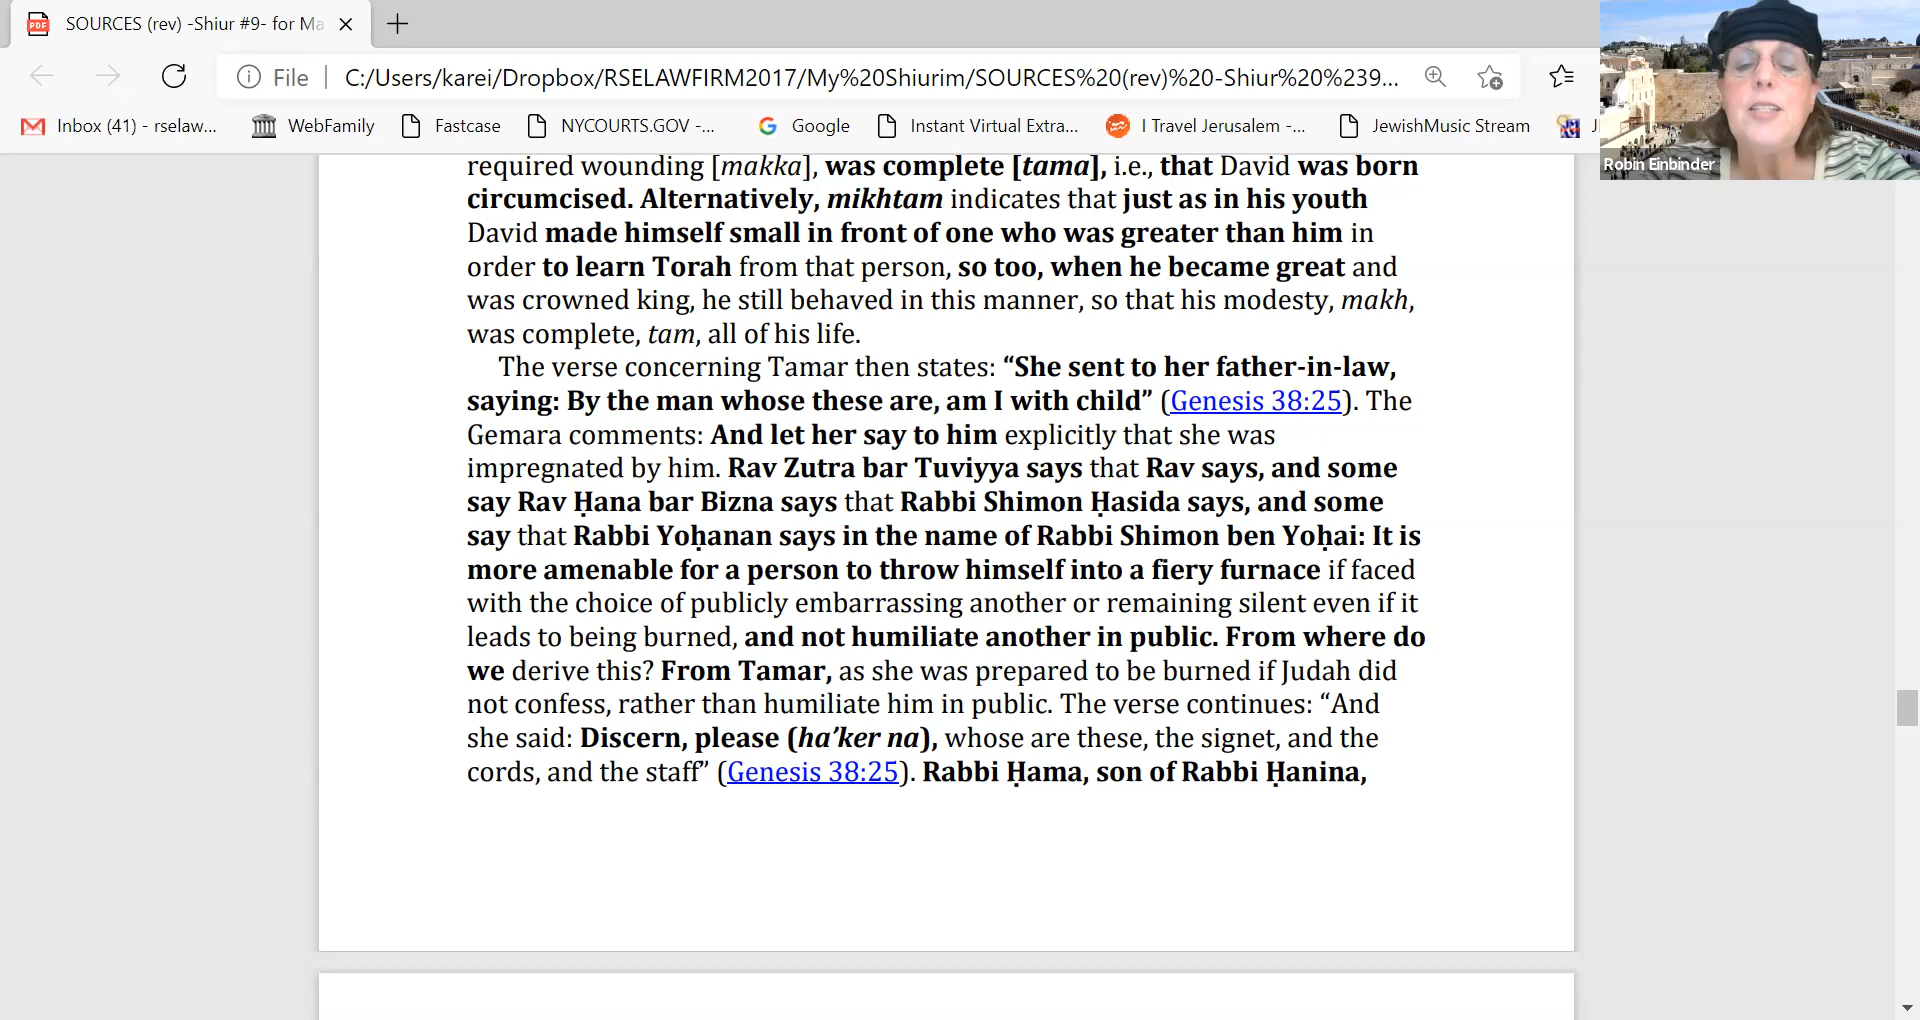 SOURCES (rev) -Shiur #9- for Ma
File
C:/Users/karei/Dropbox/RSELAWFIRM2017/My%20Shiurim/SOURCES%20(rev)%20-Shiur%20%239...
Inbox (41) - rselaw...
WebFamily
Fastcase
NYCOURTS.GOV -...
Google
Instant Virtual Extra...
I Travel Jerusalem -...
JewishMusic Stream
J
Robin Einbinder
required wounding [makka], was complete [tama], i.e., that David was born
circumcised. Alternatively, mikhtam indicates that just as in his youth
David made himself small in front of one who was greater than him in
order to learn Torah from that person, so too, when he became great and
was crowned king, he still behaved in this manner, so that his modesty, makh,
was complete, tam, all of his life.
The verse concerning Tamar then states: “She sent to her father-in-law,
saying: By the man whose these are, am I with child” (Genesis 38:25). The
Gemara comments: And let her say to him explicitly that she was
impregnated by him. Rav Zutra bar Tuviyya says that Rav says, and some
say Rav Ḥana bar Bizna says that Rabbi Shimon Ḥasida says, and some
say that Rabbi Yoḥanan says in the name of Rabbi Shimon ben Yoḥai: It is
more amenable for a person to throw himself into a fiery furnace if faced
with the choice of publicly embarrassing another or remaining silent even if it
leads to being burned, and not humiliate another in public. From where do
we derive this? From Tamar, as she was prepared to be burned if Judah did
not confess, rather than humiliate him in public. The verse continues: “And
she said: Discern, please (ha’ker na), whose are these, the signet, and the
cords, and the staff” (Genesis 38:25). Rabbi Ḥama, son of Rabbi Ḥanina,